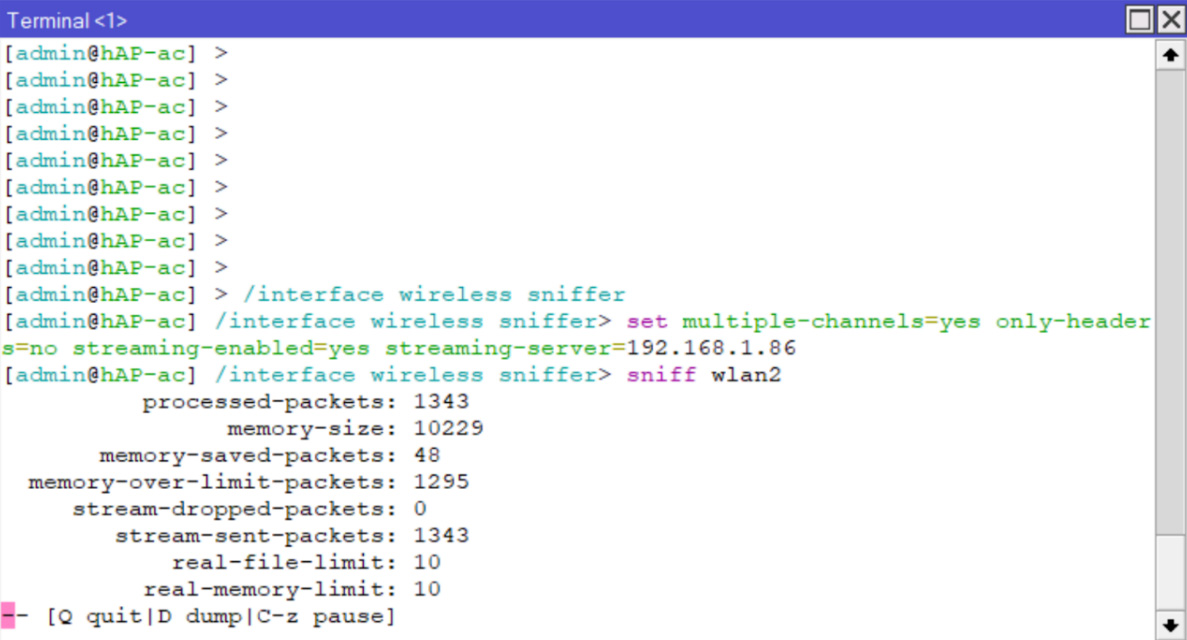 Terminal <1>
[admin@hAP-ac] >
[admin@hAP-ac] >
[admin@hAP-ac] >
[admin@hAP-ac] >
[admin@hAP-ac] >
[admin@hAP-ac] >
[admin@hAP-ac] >
[admin@hAP-ac] >
[admin@hAP-ac] >
[admin@hAP-ac] > /interface wireless sniffer
[admin@hAP-ac] /interface wireless sniffer> set multiple-channels=yes only-header
s=no streaming-enabled=yes streaming-server=192.168.1.86
[admin@hAP-ac] /interface wireless sniffer> sniff wlan2
processed-packets: 1343
memory-size: 10229
memory-saved-packets: 48
memory-over-limit-packets: 1295
stream-dropped-packets: 0
stream-sent-packets: 1343
real-file-limit: 10
real-memory-limit: 10
-- [Q quit|D dump|C-z pause]